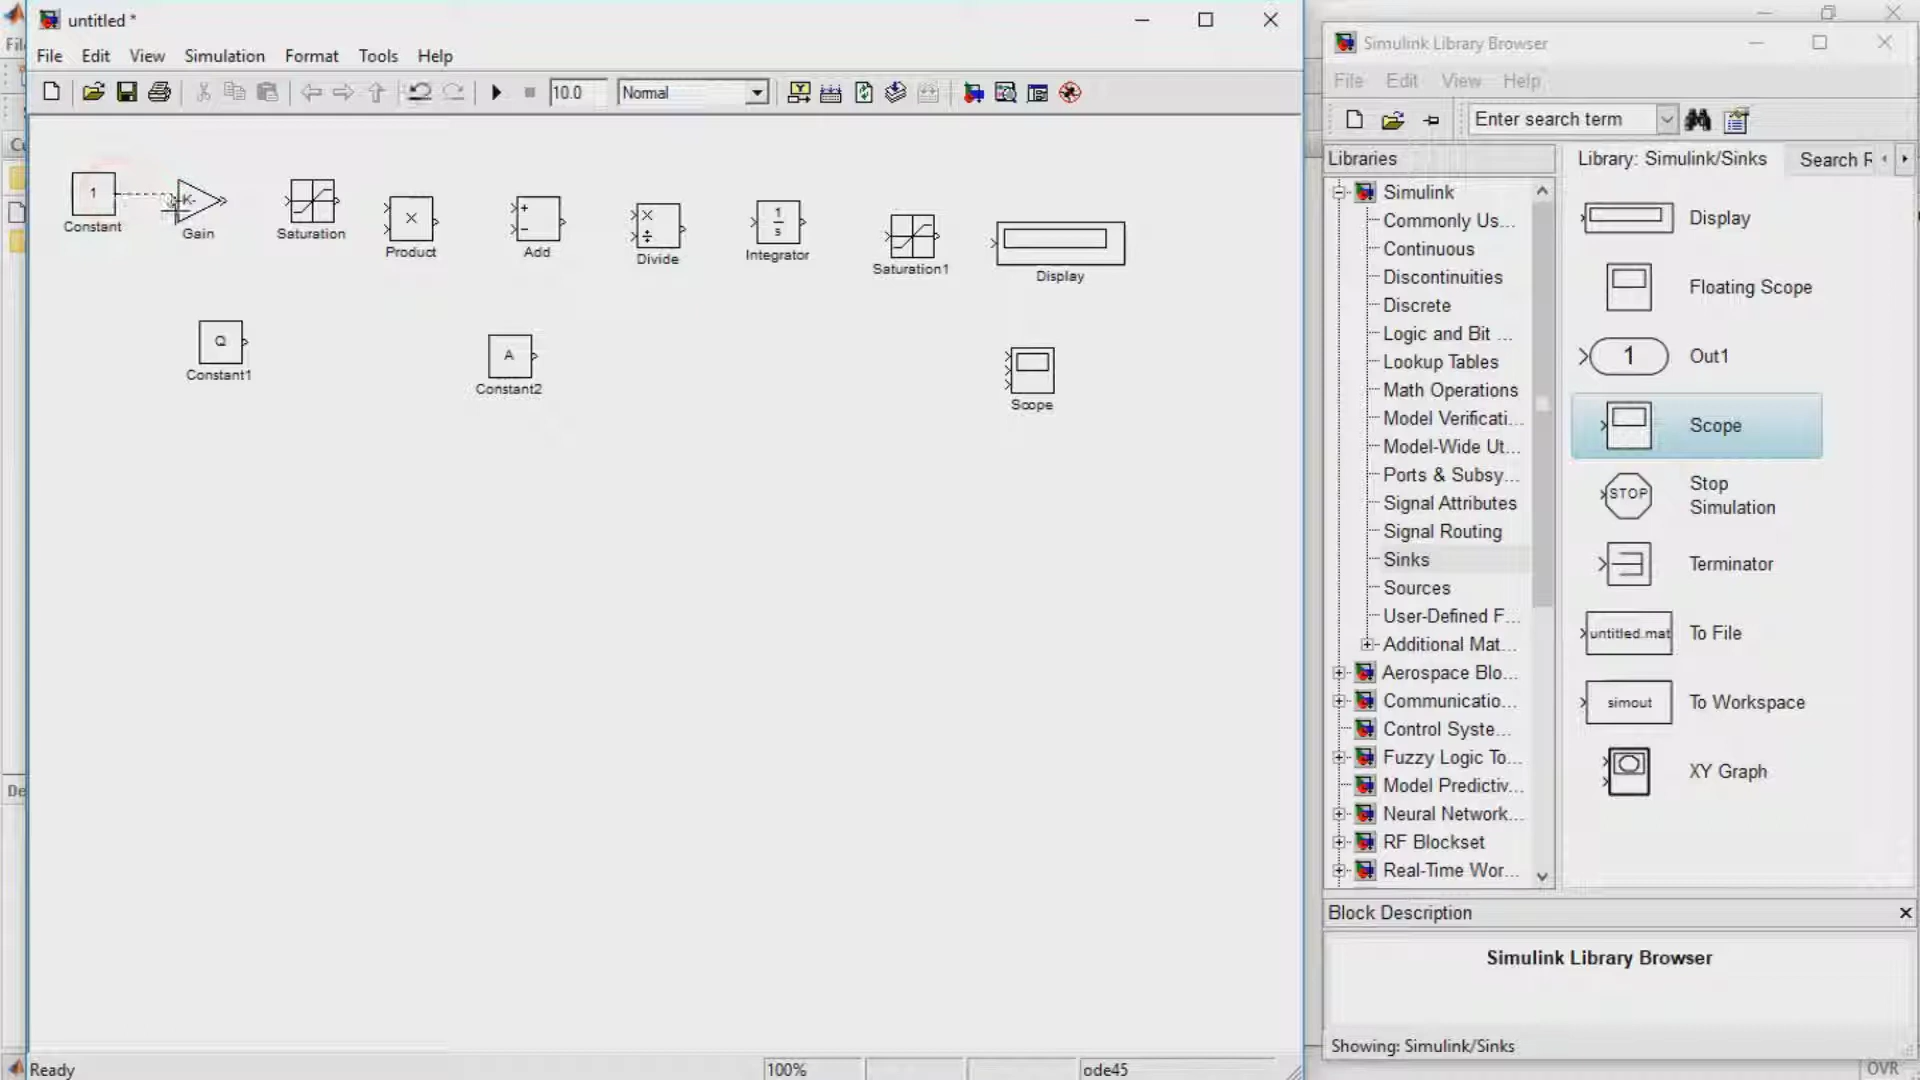 untitled *
File Edit View Simulation Format Tools Help
10.0
Normal
1
Constant
-K-
Gain
Saturation
×
Product
+
−
Add
×
÷
Divide
1
s
Integrator
Saturation1
Display
Q
Constant1
A
Constant2
Scope
Ready
100%
ode45
Simulink Library Browser
File Edit View Help
Enter search term
Libraries
Library: Simulink/Sinks
Search R
Simulink
Commonly Us...
Continuous
Discontinuities
Discrete
Logic and Bit ...
Lookup Tables
Math Operations
Model Verificati...
Model-Wide Ut...
Ports & Subsy...
Signal Attributes
Signal Routing
Sinks
Sources
User-Defined F...
Additional Mat...
Aerospace Blo...
Communicatio...
Control Syste...
Fuzzy Logic To...
Model Predictiv...
Neural Network...
RF Blockset
Real-Time Wor...
Display
Floating Scope
1
Out1
Scope
STOP
Stop
Simulation
Terminator
untitled.mat
To File
simout
To Workspace
XY Graph
Block Description
Simulink Library Browser
Showing: Simulink/Sinks
OVR